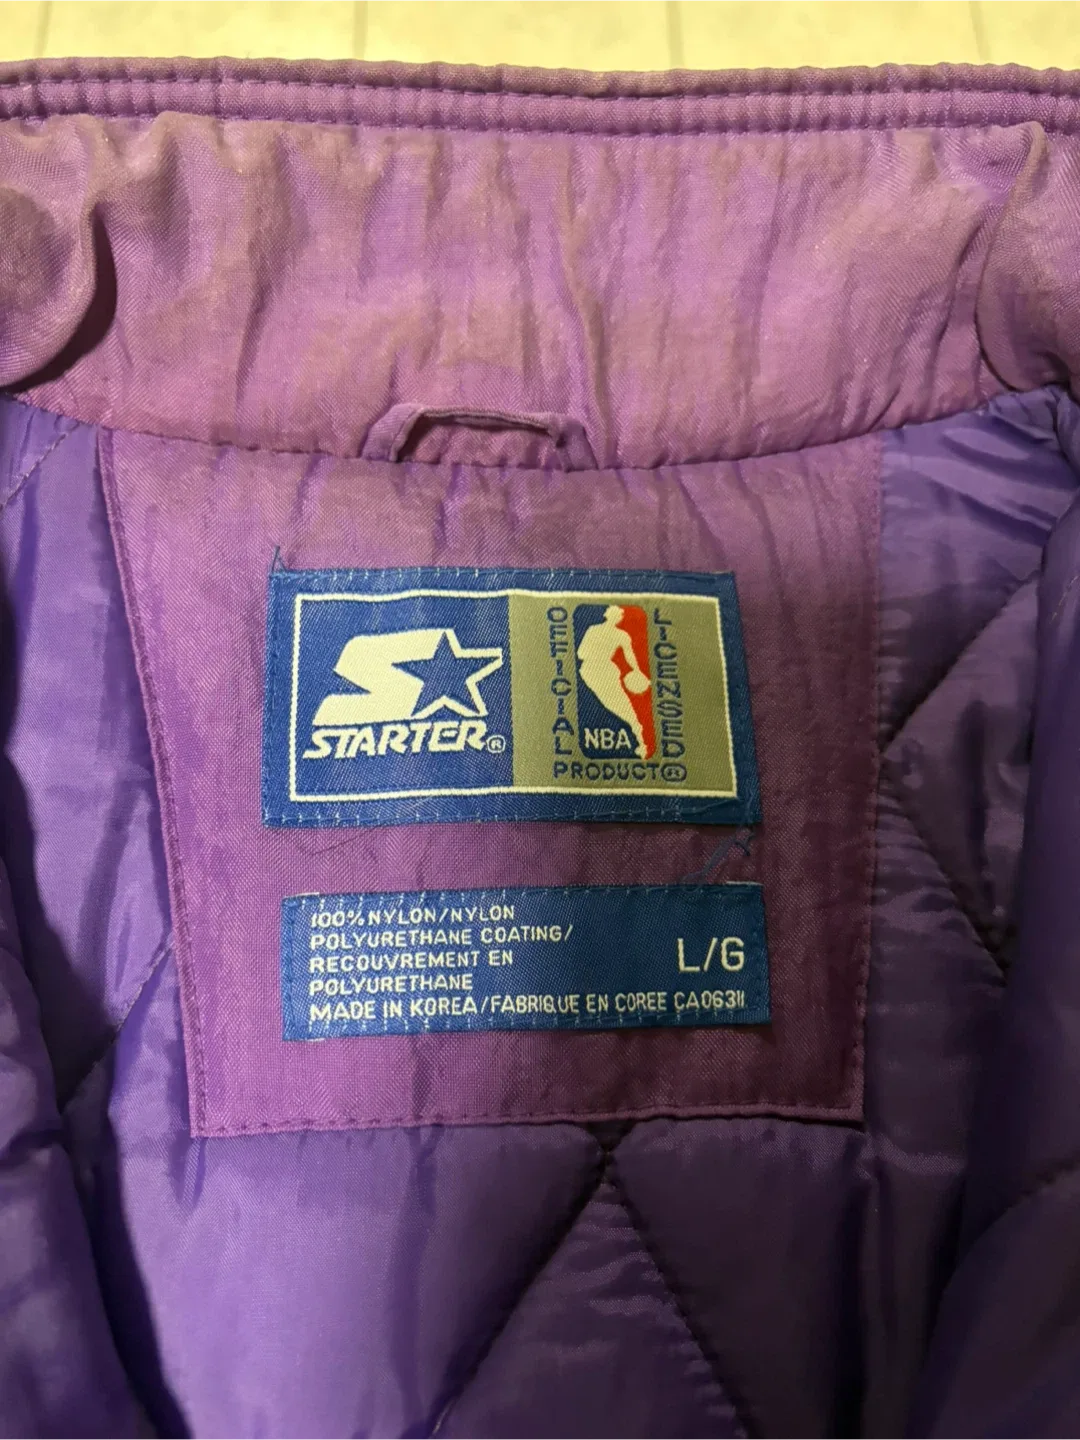 STARTER®
OFFICIAL
LICENSED
NBA
PRODUCT®
100% NYLON/NYLON
POLYURETHANE COATING/
RECOUVREMENT EN
POLYURETHANE
L/G
MADE IN KOREA/FABRIQUE EN COREE CA06311